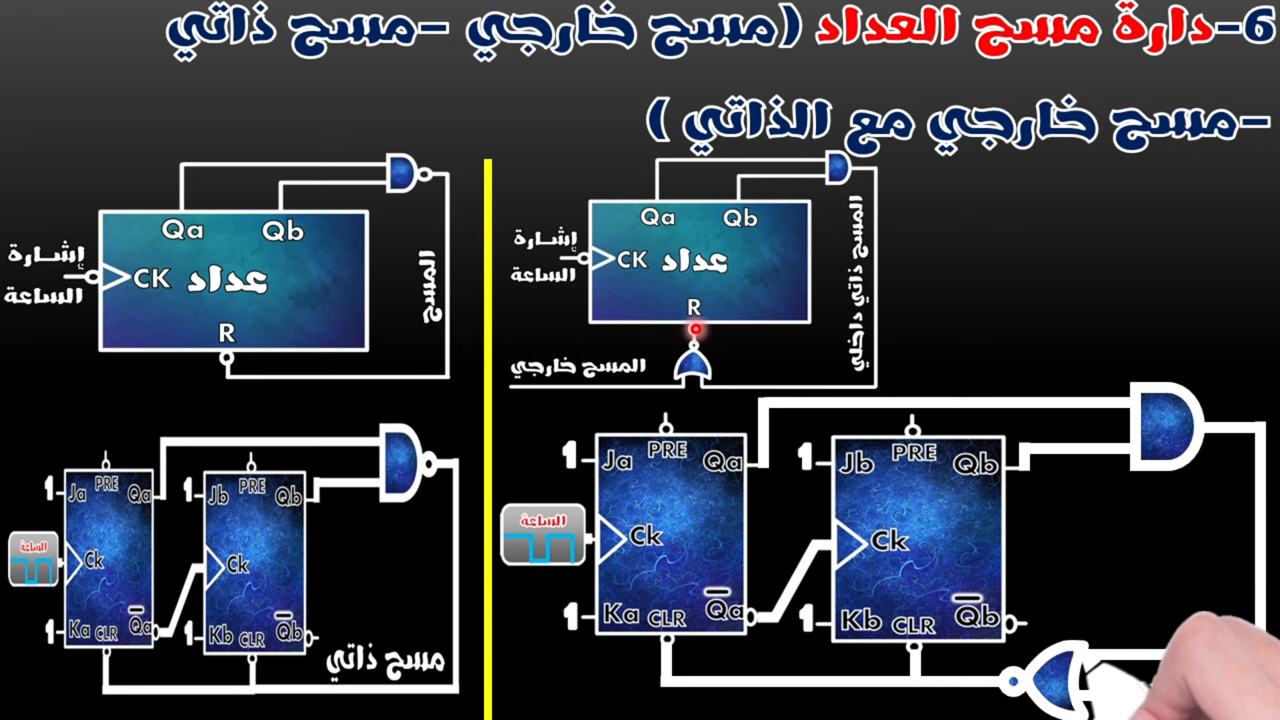 6-دارة مسح العداد (مسح خارجي -مسح ذاتي
-مسح خارجي مع الذاتي )
Qa Qb
إشارة
الساعة
CK عداد
R
المسح
Qa Qb
إشارة
الساعة
CK عداد
R
المسح ذاتي داخلي
المسح خارجي
1 Ja PRE Qa
1 Jb PRE Qb
الساعة
Ck
Ck
1 Ka CLR Qa
1 Kb CLR Qb
مسح ذاتي
1 Ja PRE Qa
1 Jb PRE Qb
الساعة
Ck
Ck
1 Ka CLR Qa
1 Kb CLR Qb